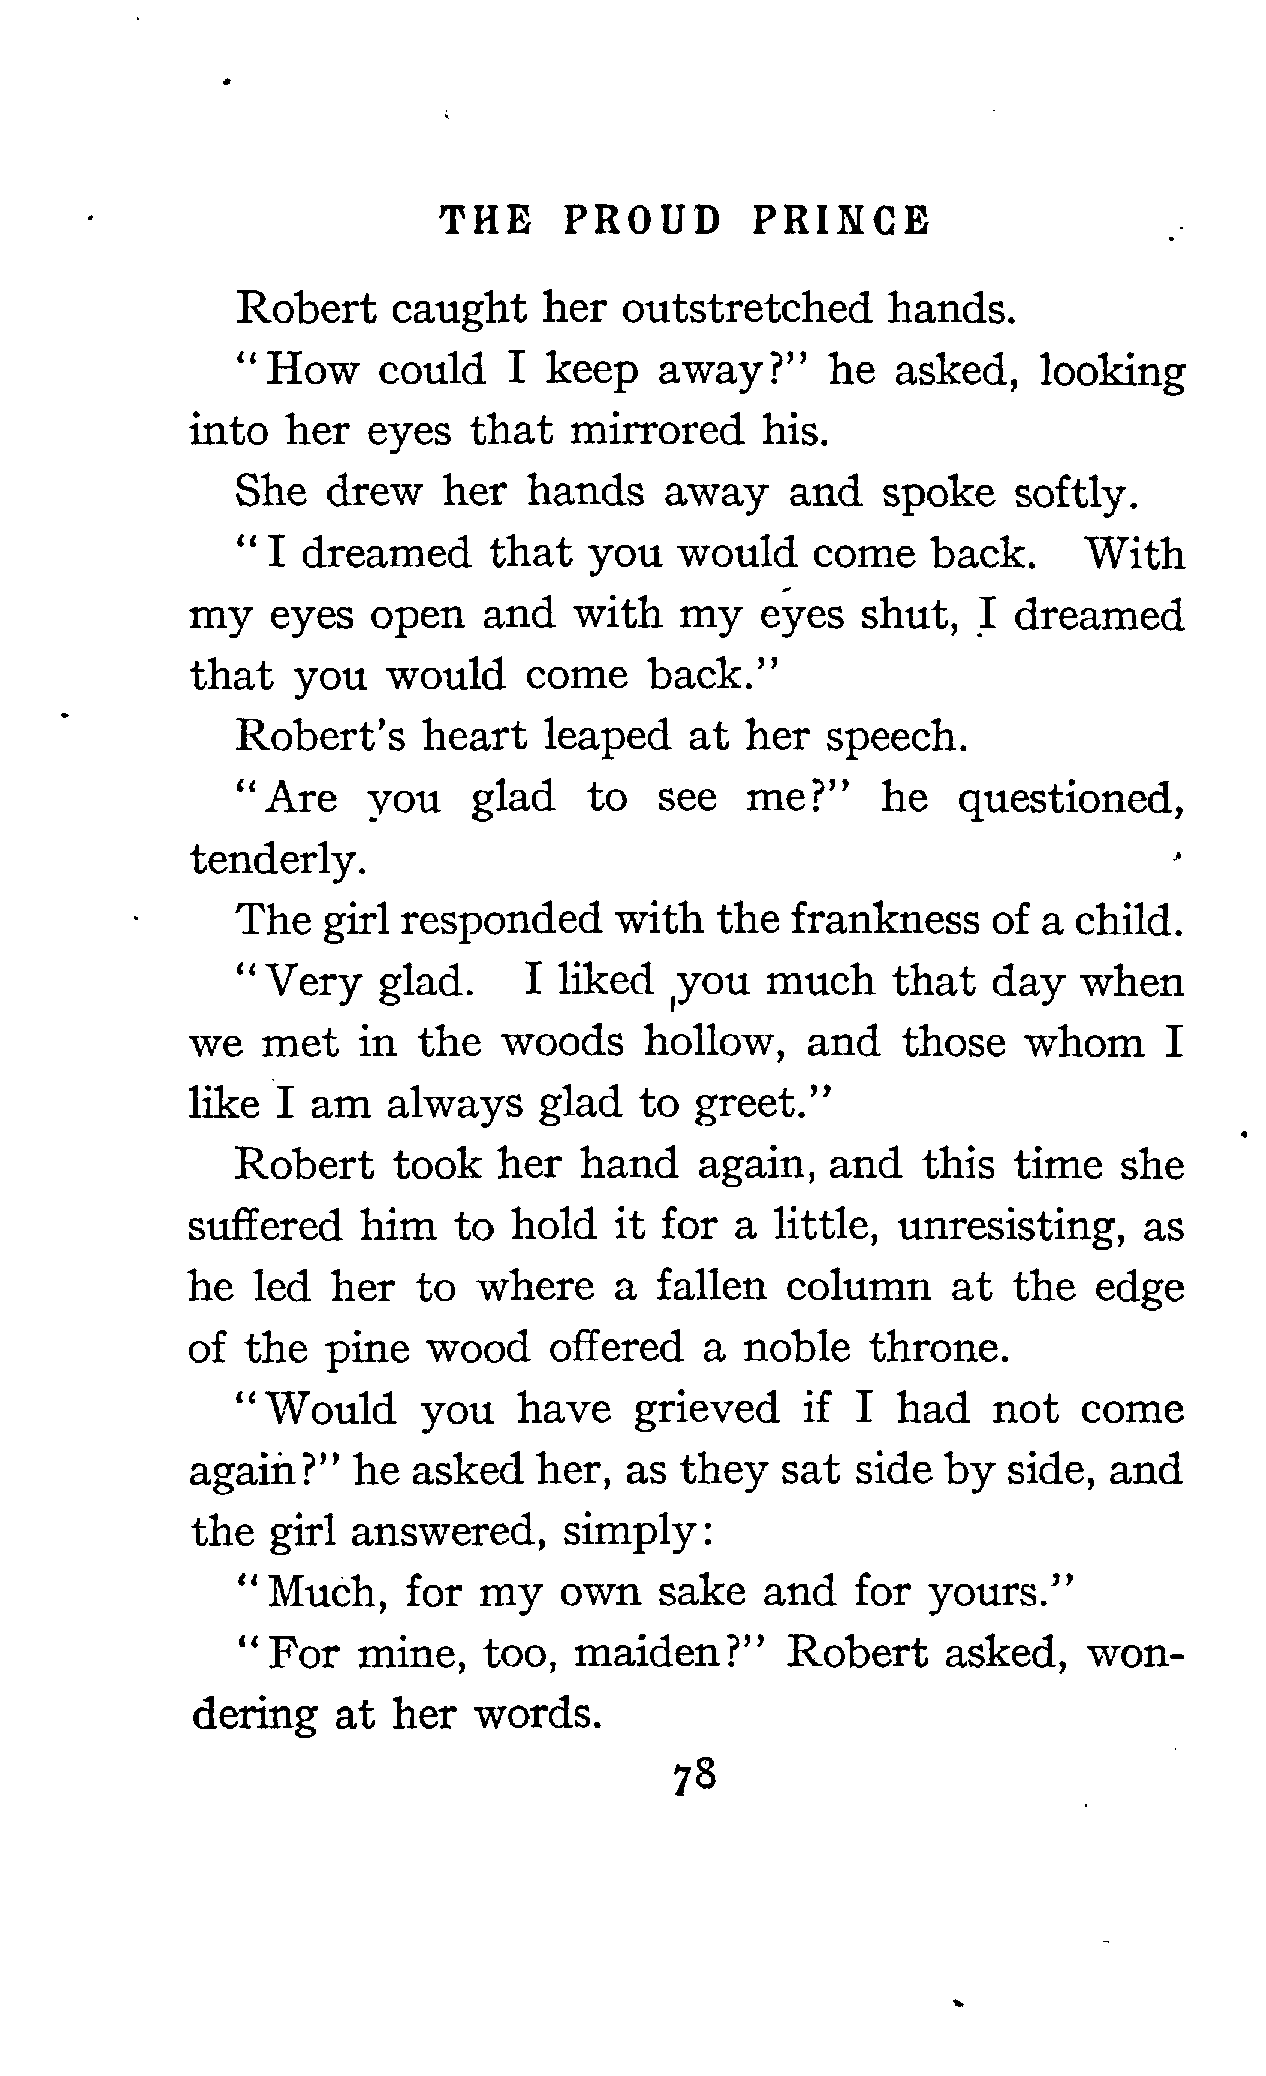 THE PROUD PRINCE
Robert caught her outstretched hands.
"How could I keep away?" he asked, looking
into her eyes that mirrored his.
She drew her hands away and spoke softly.
"I dreamed that you would come back. With
my eyes open and with my eyes shut, I dreamed
that you would come back."
Robert's heart leaped at her speech.
"Are you glad to see me?" he questioned,
tenderly.
The girl responded with the frankness of a child.
"Very glad. I liked you much that day when
we met in the woods hollow, and those whom I
like I am always glad to greet."
Robert took her hand again, and this time she
suffered him to hold it for a little, unresisting, as
he led her to where a fallen column at the edge
of the pine wood offered a noble throne.
"Would you have grieved if I had not come
again?" he asked her, as they sat side by side, and
the girl answered, simply:
"Much, for my own sake and for yours."
"For mine, too, maiden?" Robert asked, won-
dering at her words.
78